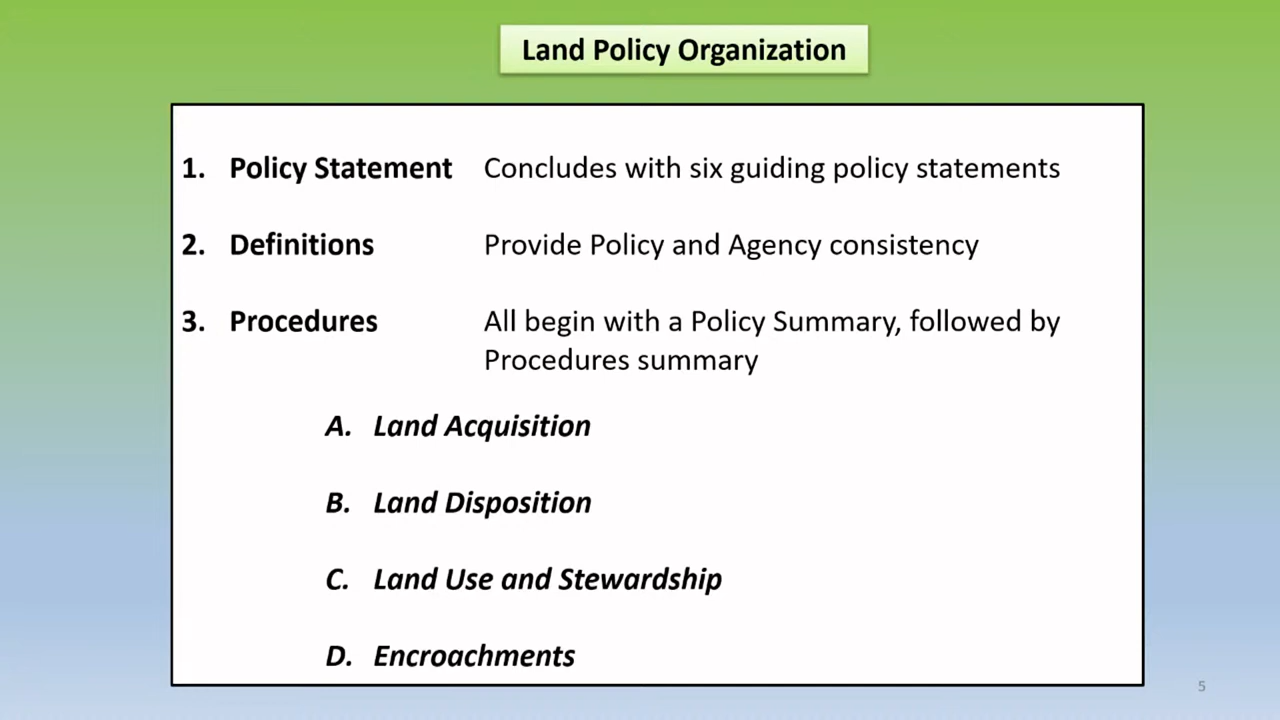 Land Policy Organization
1. Policy Statement Concludes with six guiding policy statements
2. Definitions Provide Policy and Agency consistency
3. Procedures All begin with a Policy Summary, followed by
Procedures summary
A. Land Acquisition
B. Land Disposition
C. Land Use and Stewardship
D. Encroachments
5